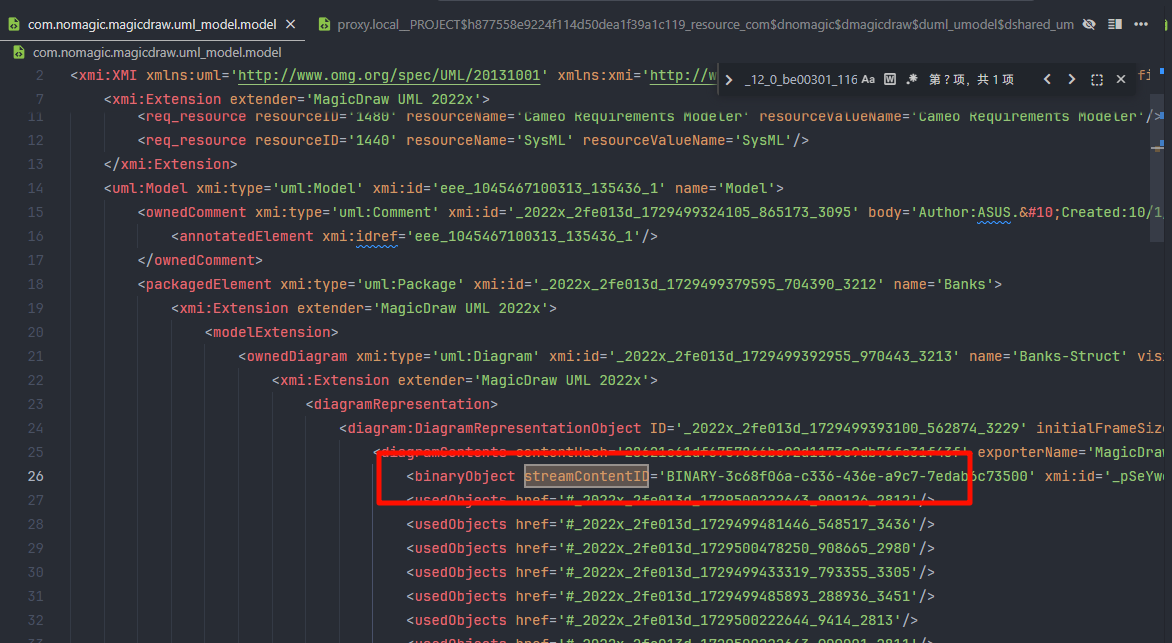 com.nomagic.magicdraw.uml_model.model
proxy.local__PROJECT$h877558e9224f114d50dea1f39a1c119_resource_com$dnomagic$dmagicdraw$duml_umodel$dshared_um
com.nomagic.magicdraw.uml_model.model
_12_0_be00301_116 Aa W .* 第 ? 项，共 1 项
2 <xmi:XMI xmlns:uml='http://www.omg.org/spec/UML/20131001' xmlns:xmi='http://w
7 <xmi:Extension extender='MagicDraw UML 2022x'>
11 <req_resource resourceID='1480' resourceName='Cameo Requirements Modeler' resourceValueName='Cameo Requirements Modeler'/>
12 <req_resource resourceID='1440' resourceName='SysML' resourceValueName='SysML'/>
13 </xmi:Extension>
14 <uml:Model xmi:type='uml:Model' xmi:id='eee_1045467100313_135436_1' name='Model'>
15 <ownedComment xmi:type='uml:Comment' xmi:id='_2022x_2fe013d_1729499324105_865173_3095' body='Author:ASUS.&#10;Created:10/1
16 <annotatedElement xmi:idref='eee_1045467100313_135436_1'/>
17 </ownedComment>
18 <packagedElement xmi:type='uml:Package' xmi:id='_2022x_2fe013d_1729499379595_704390_3212' name='Banks'>
19 <xmi:Extension extender='MagicDraw UML 2022x'>
20 <modelExtension>
21 <ownedDiagram xmi:type='uml:Diagram' xmi:id='_2022x_2fe013d_1729499392955_970443_3213' name='Banks-Struct' visi
22 <xmi:Extension extender='MagicDraw UML 2022x'>
23 <diagramRepresentation>
24 <diagram:DiagramRepresentationObject ID='_2022x_2fe013d_1729499393100_562874_3229' initialFrameSize
25 <diagramContents exporterName='MagicDraw
26 <binaryObject streamContentID='BINARY-3c68f06a-c336-436e-a9c7-7edab6c73500' xmi:id='_pSeYw
27 <usedObjects href='#_2022x_2fe013d_1729500222643_909126_2812'/>
28 <usedObjects href='#_2022x_2fe013d_1729499481446_548517_3436'/>
29 <usedObjects href='#_2022x_2fe013d_1729500478250_908665_2980'/>
30 <usedObjects href='#_2022x_2fe013d_1729499433319_793355_3305'/>
31 <usedObjects href='#_2022x_2fe013d_1729499485893_288936_3451'/>
32 <usedObjects href='#_2022x_2fe013d_1729500222644_9414_2813'/>